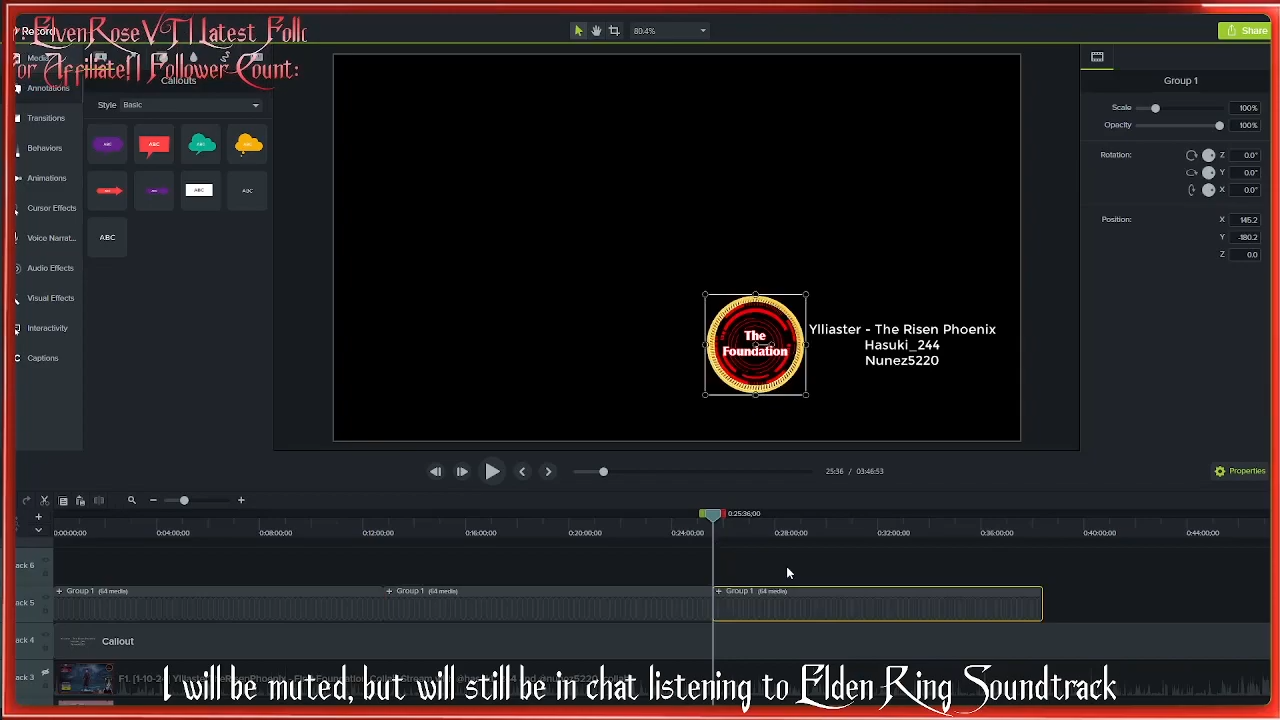 ElvenRoseVT| Latest Foll
Record
or Affiliate!| Follower Count:
80.4%
Share
Media
Annotations
Transitions
Behaviors
Animations
Cursor Effects
Voice Narrat...
Audio Effects
Visual Effects
Interactivity
Captions
Callouts
Style Basic
ABC ABC ABC ABC
ABC ABC ABC ABC
ABC
Group 1
Scale 100%
Opacity 100%
Rotation: Z 0.0°
Y 0.0°
X 0.0°
Position: X 145.2
Y -180.2
Z 0.0
The
Foundation
Ylliaster - The Risen Phoenix
Hasuki_244
Nunez5220
25:36 / 03:46:53
Properties
0:25:36;00
0:00:00;00 0:04:00;00 0:08:00;00 0:12:00;00 0:16:00;00 0:20:00;00 0:24:00;00 0:28:00;00 0:32:00;00 0:36:00;00 0:40:00;00 0:44:00;00
ack 6
ack 5
+ Group 1 (64 media) + Group 1 (64 media) + Group 1 (64 media)
ack 4
Callout
ack 3
I will be muted, but will still be in chat listening to Elden Ring Soundtrack